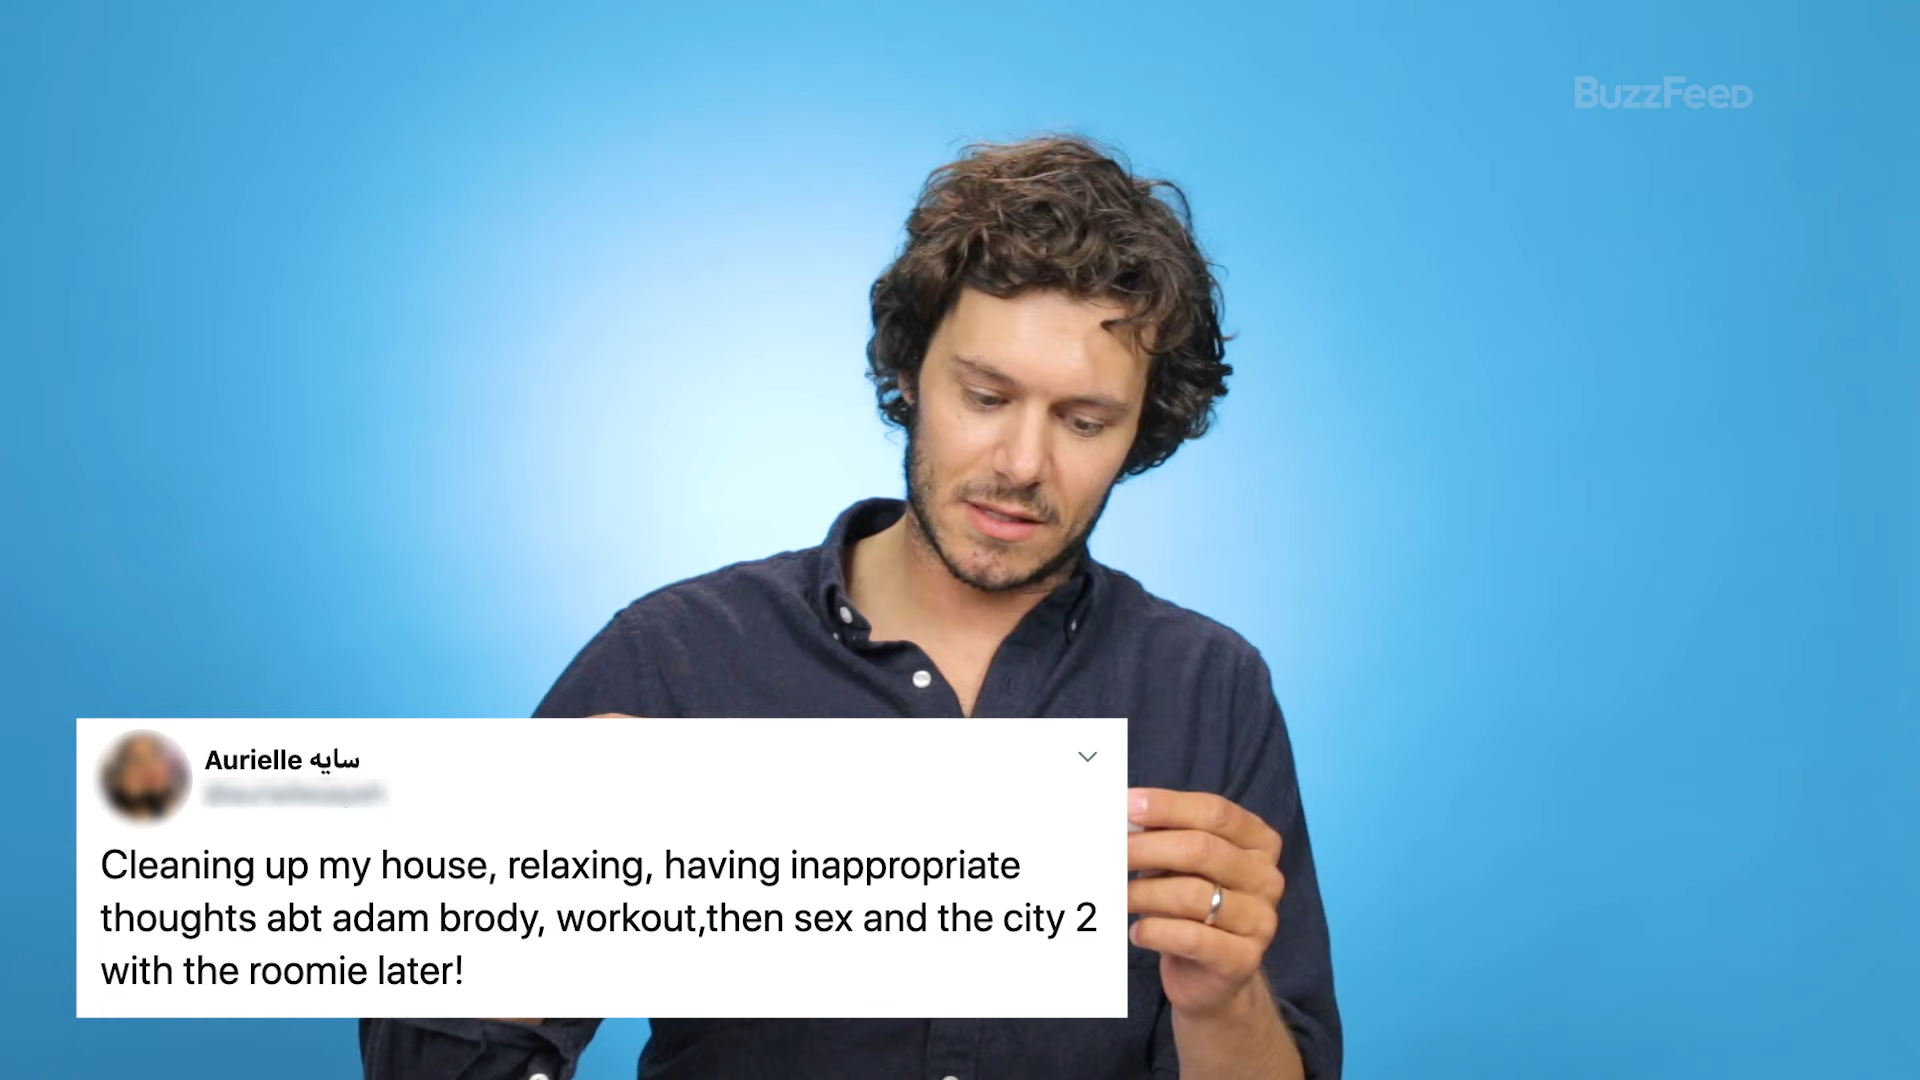 BuzzFeed
Aurielle سایه
Cleaning up my house, relaxing, having inappropriate
thoughts abt adam brody, workout,then sex and the city 2
with the roomie later!